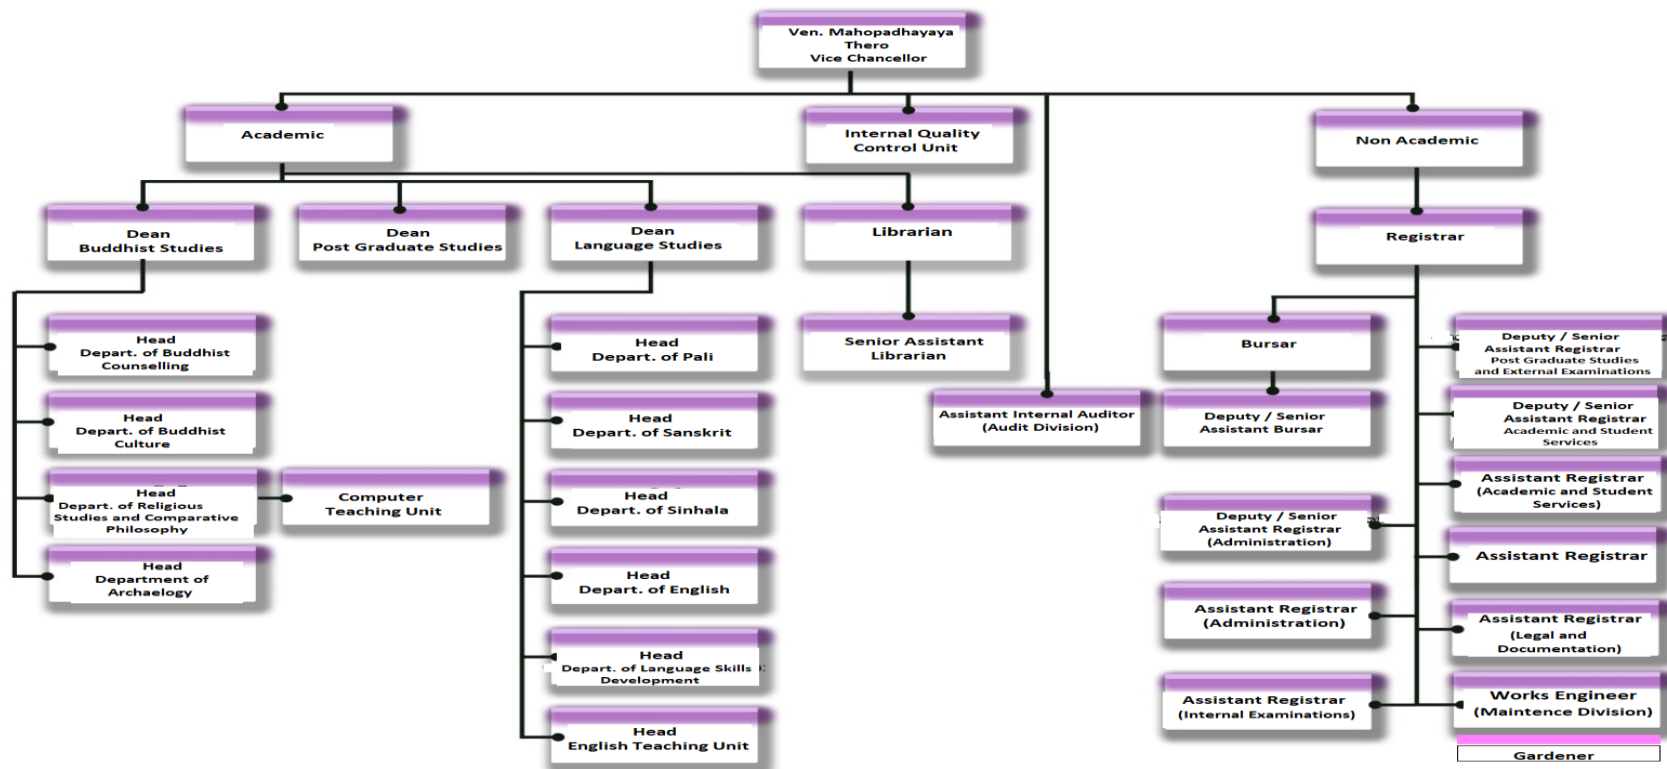 Ven. Mahopadhayaya
Thero
Vice Chancellor
Academic
Internal Quality
Control Unit
Non Academic
Dean
Buddhist Studies
Dean
Post Graduate Studies
Dean
Language Studies
Librarian
Registrar
Head
Depart. of Buddhist
Counselling
Head
Depart. of Buddhist
Culture
Head
Depart. of Religious
Studies and Comparative
Philosophy
Computer
Teaching Unit
Head
Department of
Archaelogy
Head
Depart. of Pali
Head
Depart. of Sanskrit
Head
Depart. of Sinhala
Head
Depart. of English
Head
Depart. of Language Skills
Development
Head
English Teaching Unit
Senior Assistant
Librarian
Assistant Internal Auditor
(Audit Division)
Bursar
Deputy / Senior
Assistant Bursar
Deputy / Senior
Assistant Registrar
(Administration)
Assistant Registrar
(Administration)
Assistant Registrar
(Internal Examinations)
Deputy / Senior
Assistant Registrar
Post Graduate Studies
and External Examinations
Deputy / Senior
Assistant Registrar
Academic and Student
Services
Assistant Registrar
(Academic and Student
Services)
Assistant Registrar
Assistant Registrar
(Legal and
Documentation)
Works Engineer
(Maintence Division)
Gardener